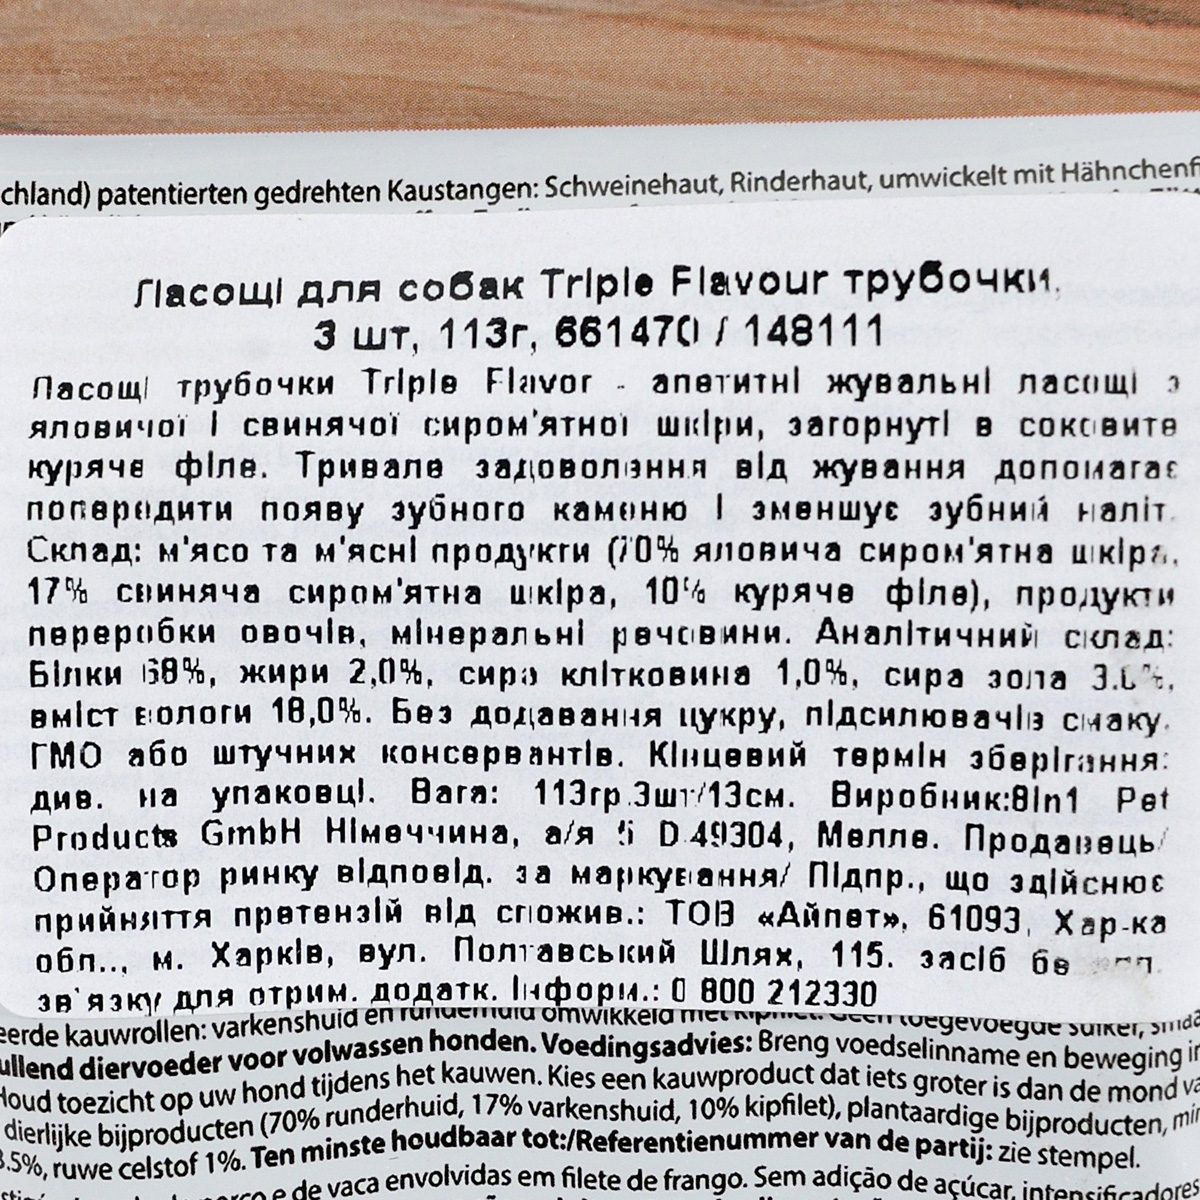 chland) patentierten gedrehten Kaustangen: Schweinehaut, Rinderhaut, umwickelt mit Hähnchenfi
Ласощі для собак Triple Flavour трубочки,
3 шт, 113г, 661470 / 148111
Ласощі трубочки Triple Flavor - апетитні жувальні ласощі з
яловичої і свинячої сиром'ятної шкіри, загорнуті в соковите
куряче філе. Тривале задоволення від жування допомагає
попередити появу зубного каменю і зменшує зубний наліт.
Склад: м'ясо та м'ясні продукти (70% яловича сиром'ятна шкіра,
17% свиняча сиром'ятна шкіра, 10% куряче філе), продукти
переробки овочів, мінеральні речовини. Аналітичний склад:
Білки 68%, жири 2,0%, сира клітковина 1,0%, сира зола
вміст вологи 18,0%. Без додавання цукру, підсилювачів смаку,
ГМО або штучних консервантів. Кінцевий термін зберігання:
див. на упаковці. Вага: 113гр.3шт/13см. Виробник:8in1 Pet
Products GmbH Німеччина, а/я D-49304, Мелле. Продавець/
Оператор ринку відповід. за маркування/ Підпр., що здійснює
прийняття претензій від спожив.: ТОВ «Айпет», 61093, Хар-ка
обл.., м. Харків, вул. Полтавський Шлях, 115. засіб
зв'язку для отрим. додатк. Інформ.: 0 800 212330
eerde kauwrollen: varkenshuid en runderhuid omwikkeld met kipfilet. Geen toegevoegde suiker, smaa
ullend diervoeder voor volwassen honden. Voedingsadvies: Breng voedselinname en beweging in
Houd toezicht op uw hond tijdens het kauwen. Kies een kauwproduct dat iets groter is dan de mond va
dierlijke bijproducten (70% runderhuid, 17% varkenshuid, 10% kipfilet), plantaardige bijproducten, min
3.5%, ruwe celstof 1%. Ten minste houdbaar tot:/Referentienummer van de partij: zie stempel.
e de vaca envolvidas em filete de frango. Sem adição de açúcar, intensificadores